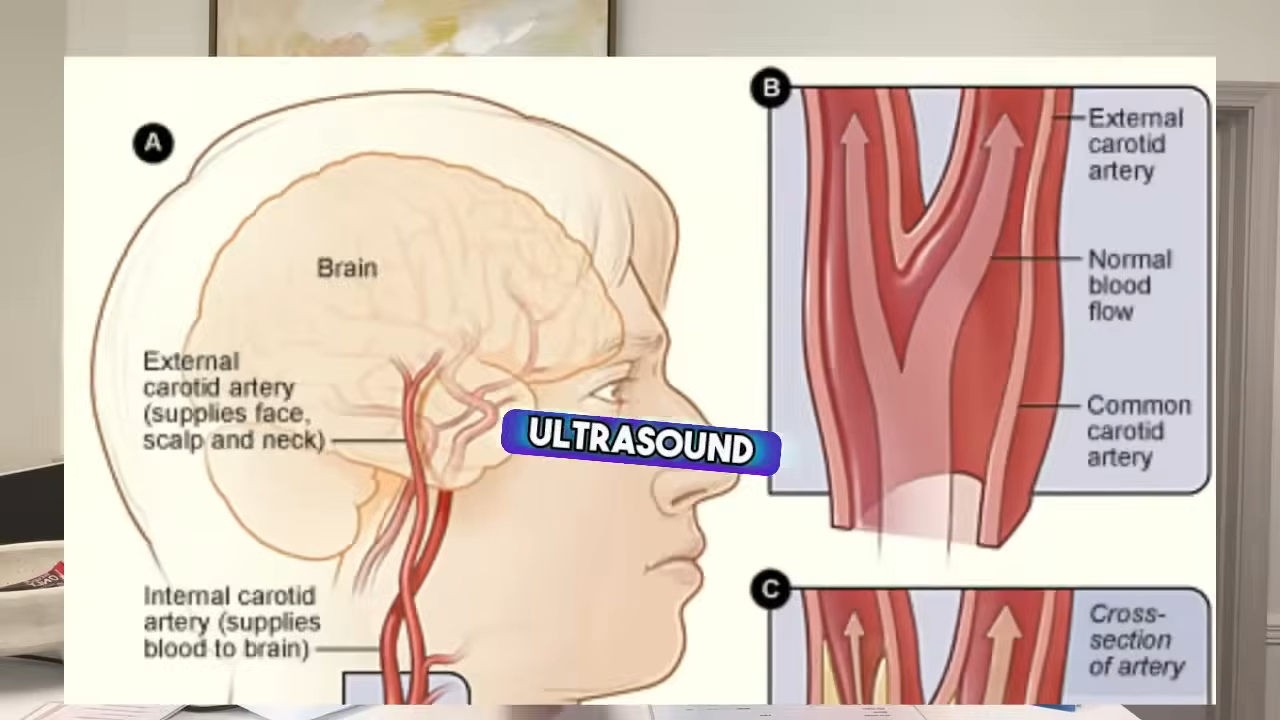 A
Brain
External
carotid artery
(supplies face,
scalp and neck)
Internal carotid
artery (supplies
blood to brain)
ULTRASOUND
B
External
carotid
artery
Normal
blood
flow
Common
carotid
artery
C
Cross-
section
of artery